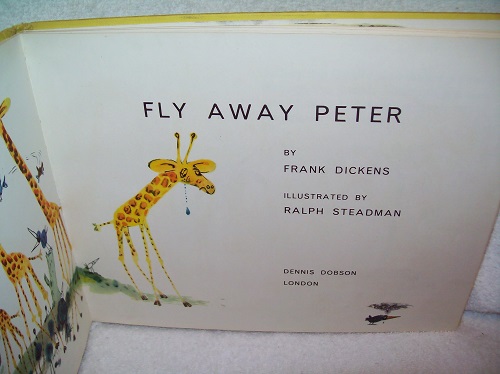 FLY AWAY PETER
BY
FRANK DICKENS
ILLUSTRATED BY
RALPH STEADMAN
DENNIS DOBSON
LONDON